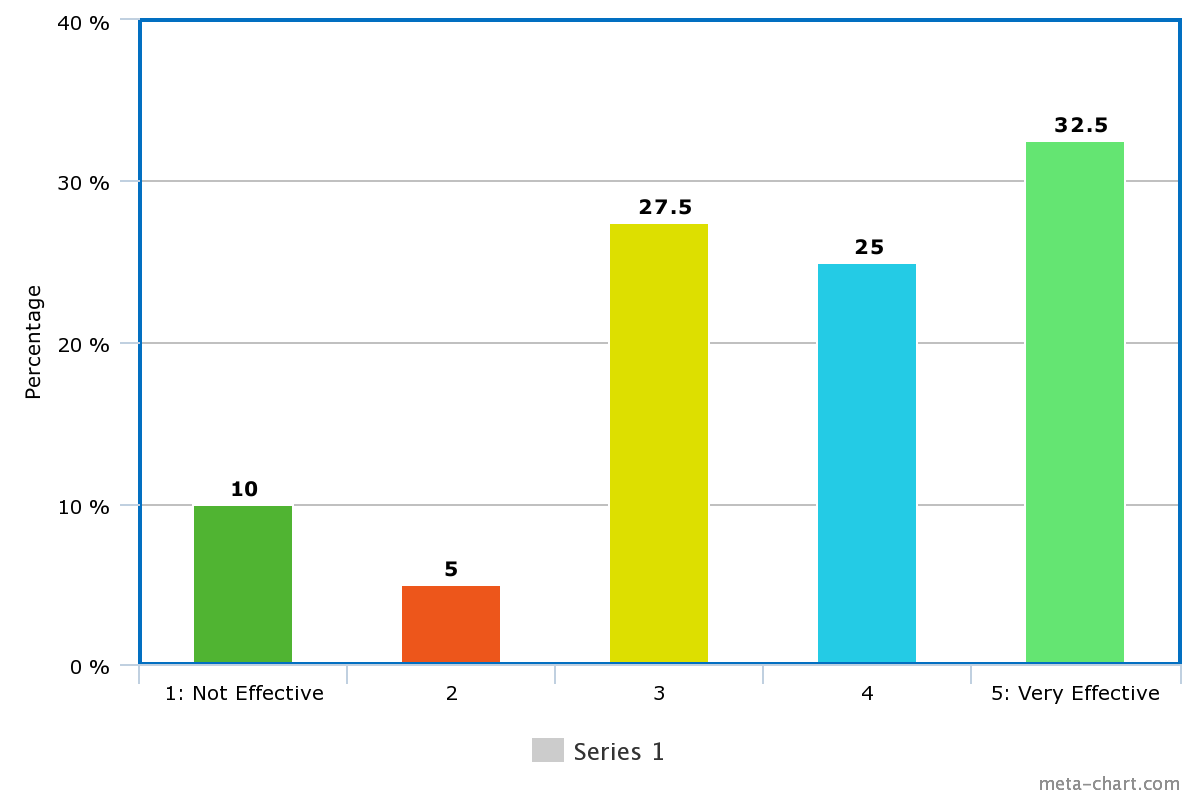 40 %
30 %
20 %
10 %
0 %
Percentage
10
5
27.5
25
32.5
1: Not Effective
2
3
4
5: Very Effective
Series 1
meta-chart.com